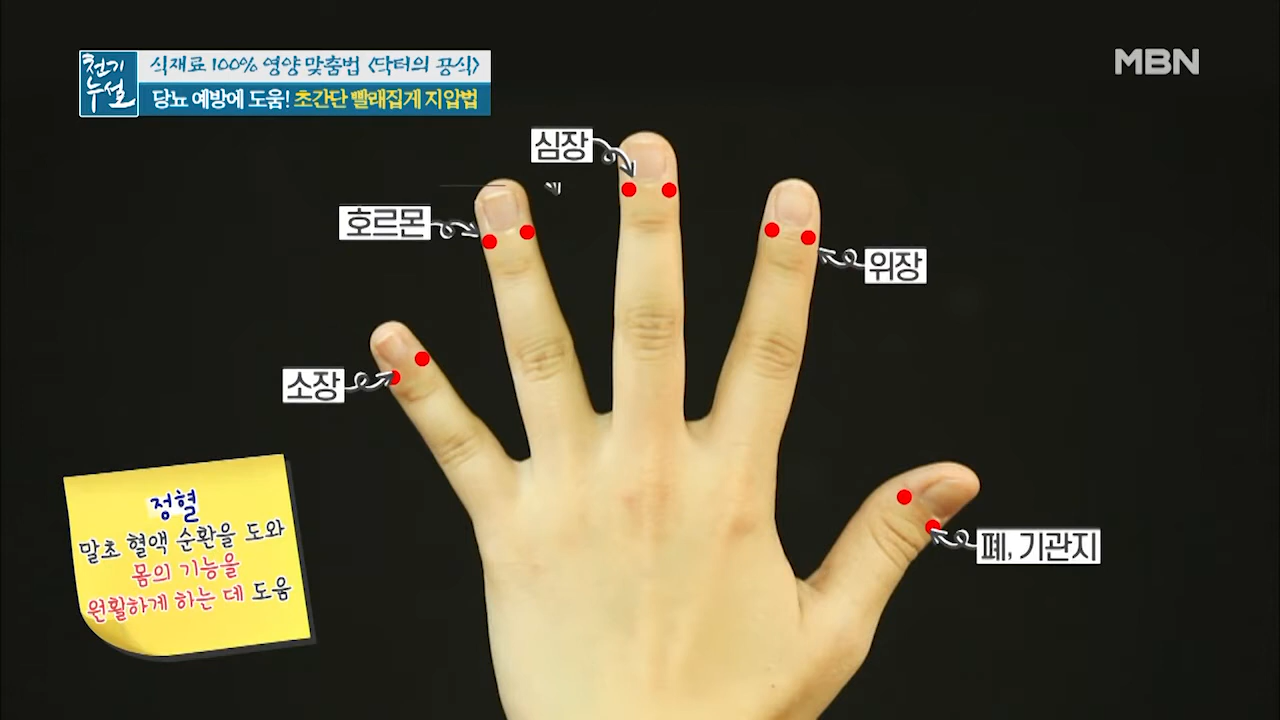 천기누설
식재료 100% 영양 맞춤법 <닥터의 공식>
당뇨 예방에 도움! 초간단 빨래집게 지압법
MBN
심장
호르몬
위장
소장
폐, 기관지
정혈
말초 혈액 순환을 도와
몸의 기능을
원활하게 하는 데 도움